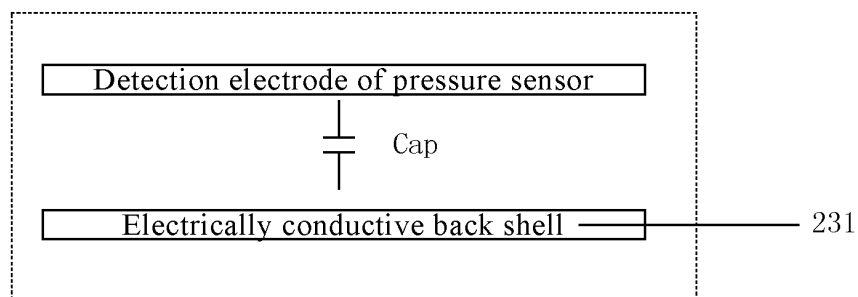 Detection electrode of pressure sensor
Cap
Electrically conductive back shell
231